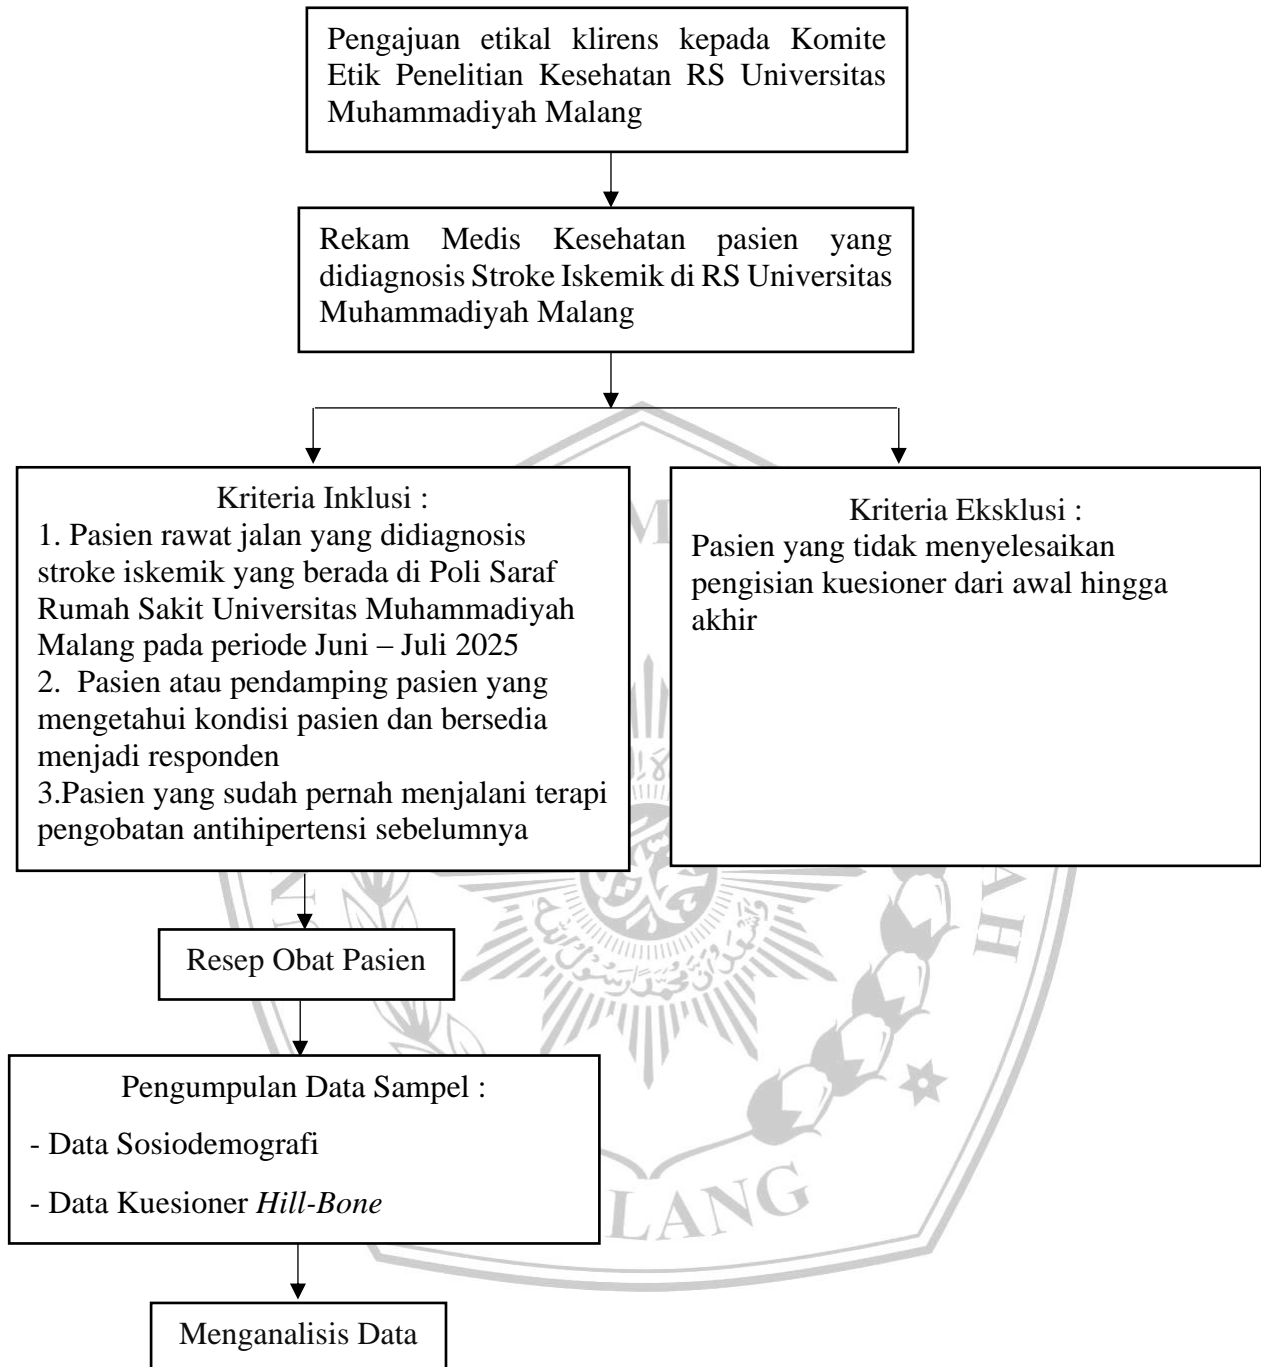 Pengajuan etikal klirens kepada Komite
Etik Penelitian Kesehatan RS Universitas
Muhammadiyah Malang
Rekam Medis Kesehatan pasien yang
didiagnosis Stroke Iskemik di RS Universitas
Muhammadiyah Malang
Kriteria Inklusi :
1. Pasien rawat jalan yang didiagnosis
stroke iskemik yang berada di Poli Saraf
Rumah Sakit Universitas Muhammadiyah
Malang pada periode Juni – Juli 2025
2.  Pasien atau pendamping pasien yang
mengetahui kondisi pasien dan bersedia
menjadi responden
3.Pasien yang sudah pernah menjalani terapi
pengobatan antihipertensi sebelumnya
Kriteria Eksklusi :
Pasien yang tidak menyelesaikan
pengisian kuesioner dari awal hingga
akhir
Resep Obat Pasien
Pengumpulan Data Sampel :
- Data Sosiodemografi
- Data Kuesioner Hill-Bone
Menganalisis Data